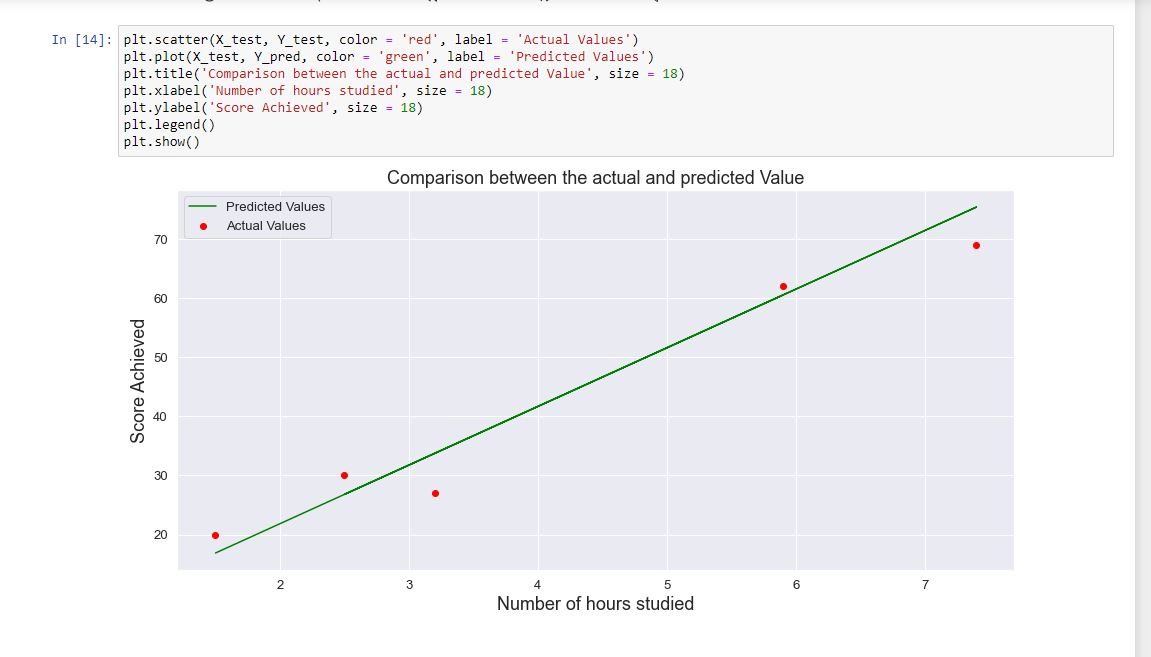 In [14]:
plt.scatter(X_test, Y_test, color = 'red', label = 'Actual Values')
plt.plot(X_test, Y_pred, color = 'green', label = 'Predicted Values')
plt.title('Comparison between the actual and predicted Value', size = 18)
plt.xlabel('Number of hours studied', size = 18)
plt.ylabel('Score Achieved', size = 18)
plt.legend()
plt.show()
Comparison between the actual and predicted Value
Predicted Values
Actual Values
Score Achieved
70
60
50
40
30
20
2 3 4 5 6 7
Number of hours studied